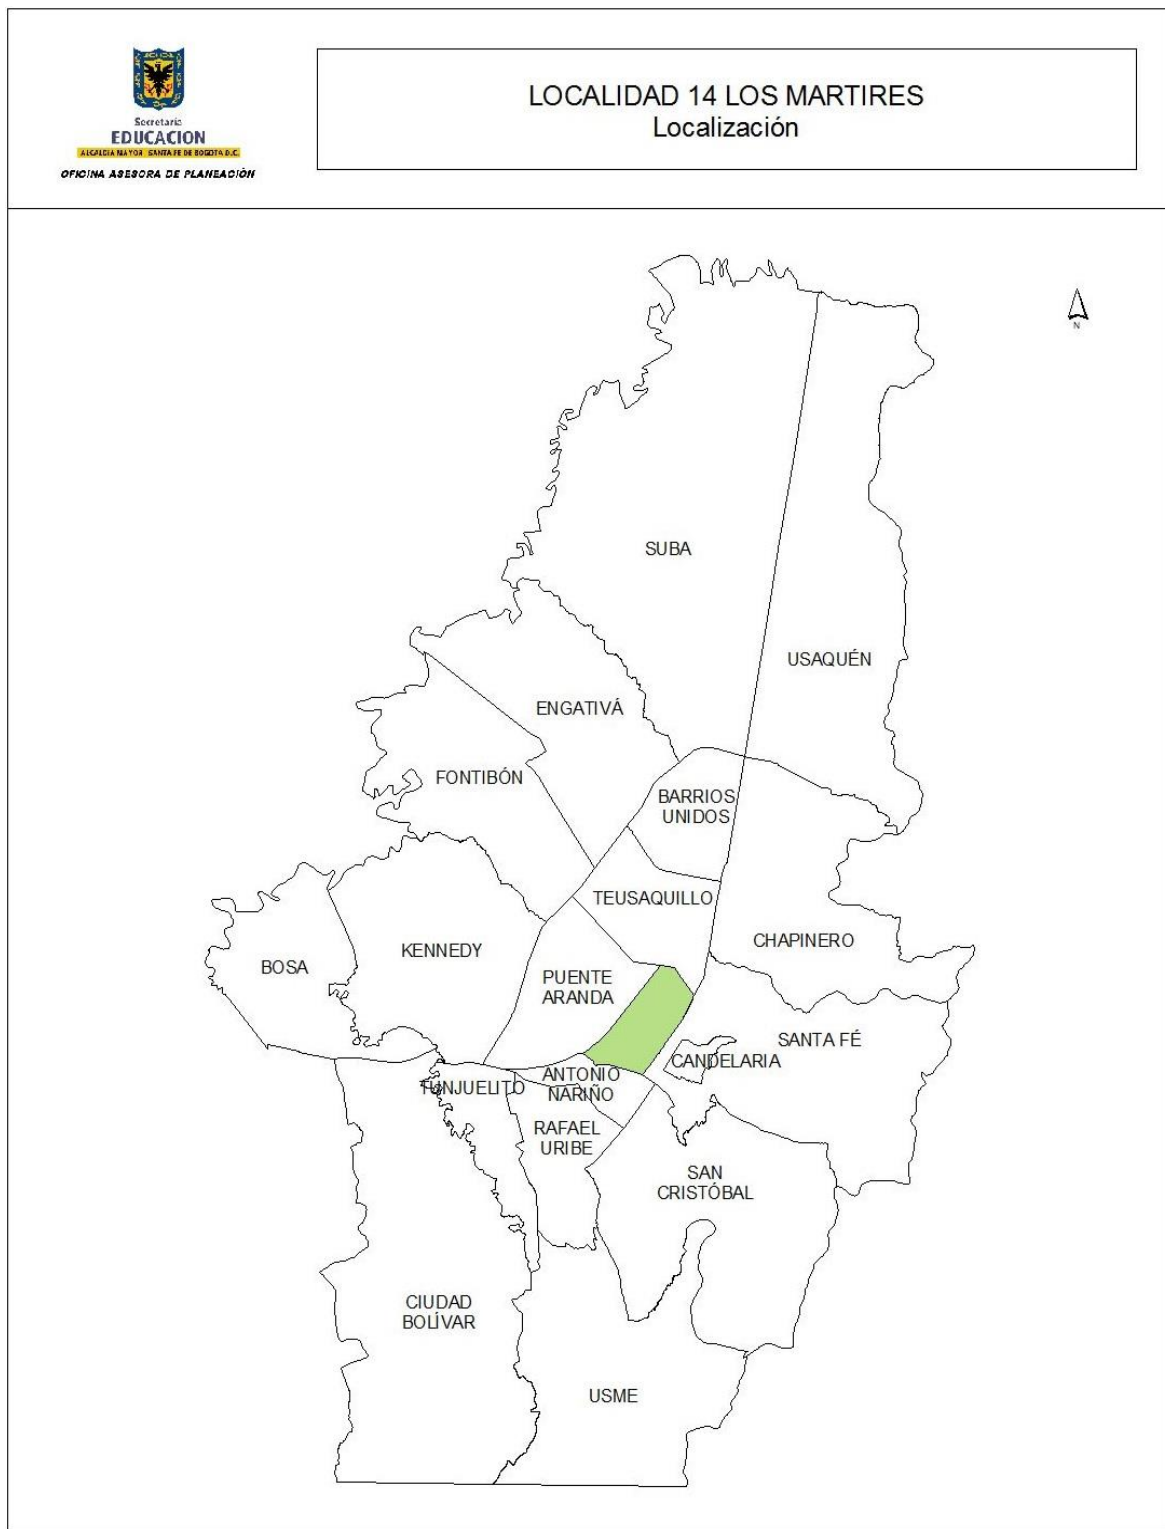 Secretaría
EDUCACION
ALCALDIA MAYOR SANTA FE DE BOGOTA D.C.
OFICINA ASESORA DE PLANEACIÓN
LOCALIDAD 14 LOS MARTIRES
Localización
N
SUBA
USAQUÉN
ENGATIVÁ
FONTIBÓN
BARRIOS
UNIDOS
TEUSAQUILLO
CHAPINERO
KENNEDY
BOSA
PUENTE
ARANDA
SANTA FÉ
CANDELARIA
TUNJUELITO
ANTONIO
NARIÑO
RAFAEL
URIBE
SAN
CRISTÓBAL
CIUDAD
BOLÍVAR
USME